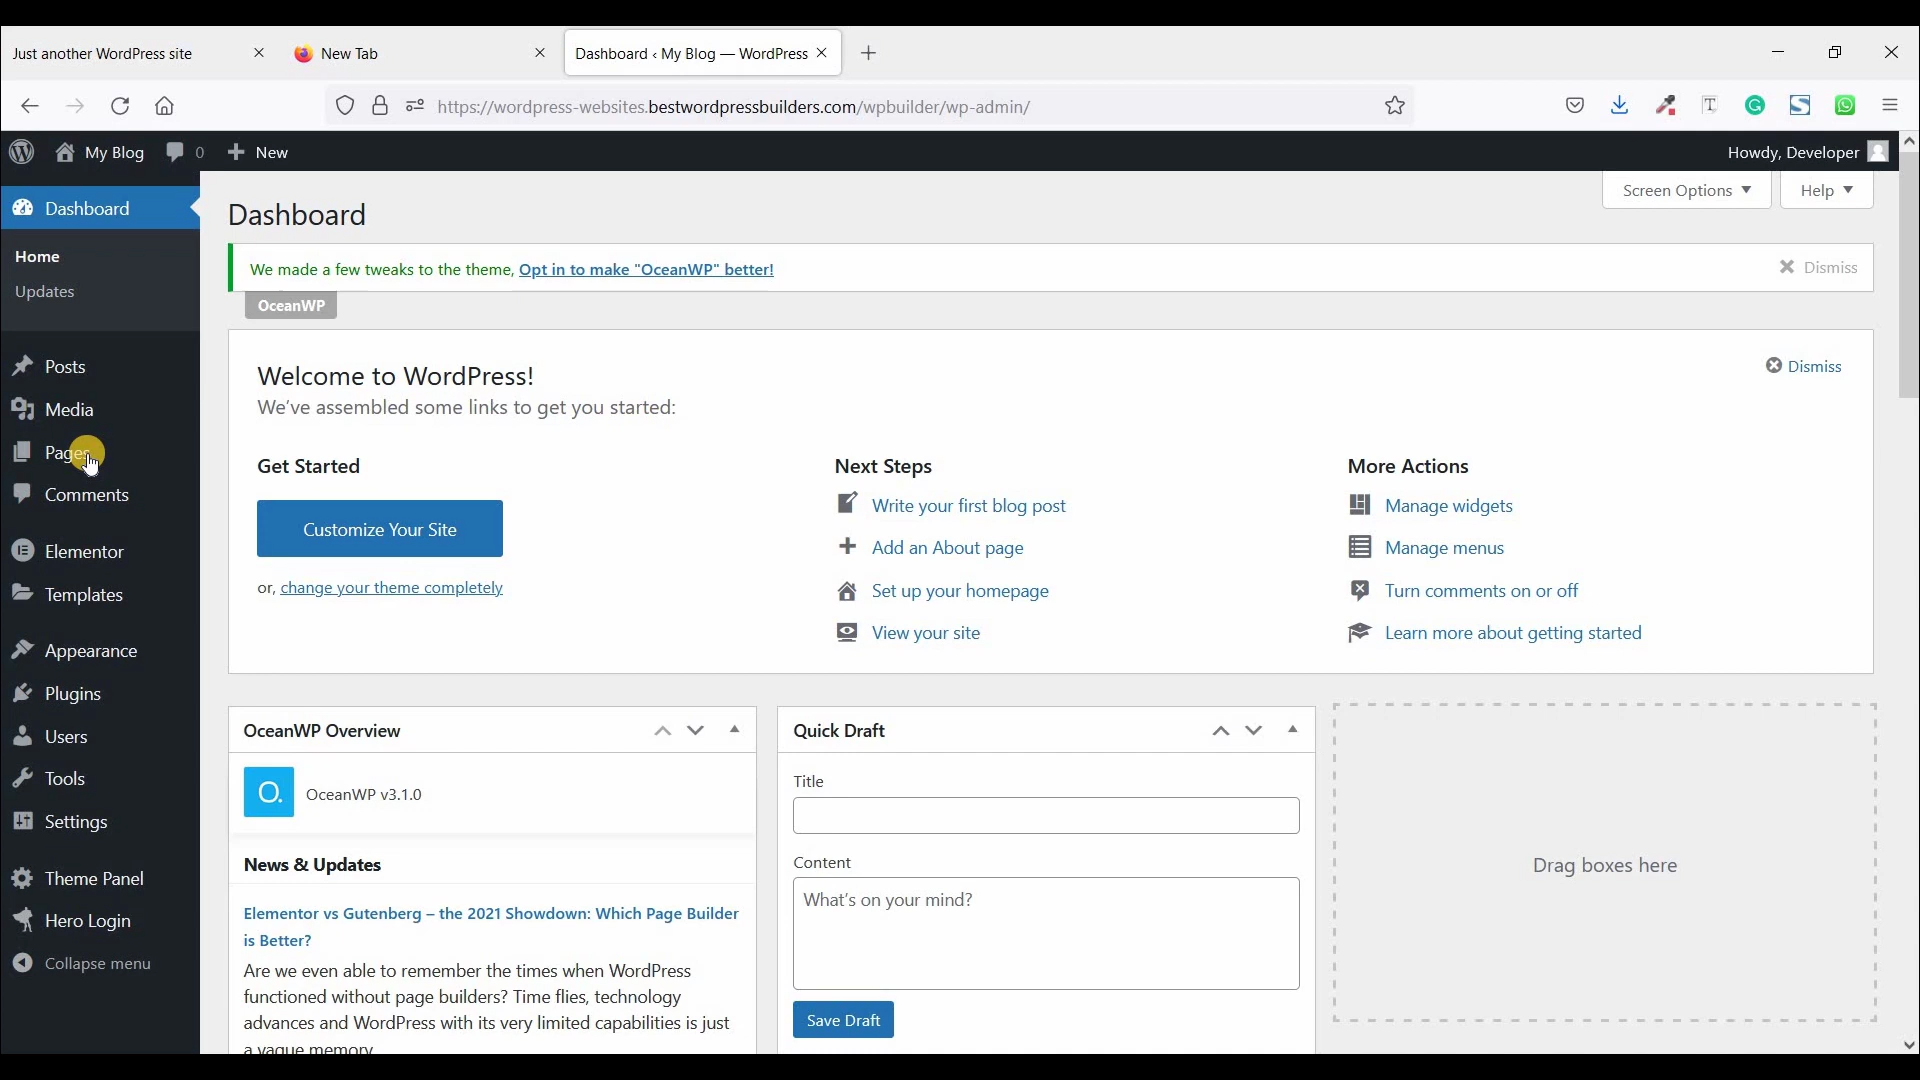 Just another WordPress site
New Tab
Dashboard ‹ My Blog — WordPress
https://wordpress-websites.bestwordpressbuilders.com/wpbuilder/wp-admin/
My Blog
0
New
Howdy, Developer
Dashboard
Home
Updates
Posts
Media
Pages
Comments
Elementor
Templates
Appearance
Plugins
Users
Tools
Settings
Theme Panel
Hero Login
Collapse menu
Screen Options
Help
Dashboard
We made a few tweaks to the theme, Opt in to make "OceanWP" better!
Dismiss
OceanWP
Welcome to WordPress!
We've assembled some links to get you started:
Dismiss
Get Started
Customize Your Site
or, change your theme completely
Next Steps
Write your first blog post
Add an About page
Set up your homepage
View your site
More Actions
Manage widgets
Manage menus
Turn comments on or off
Learn more about getting started
OceanWP Overview
O.
OceanWP v3.1.0
News & Updates
Elementor vs Gutenberg – the 2021 Showdown: Which Page Builder
is Better?
Are we even able to remember the times when WordPress
functioned without page builders? Time flies, technology
advances and WordPress with its very limited capabilities is just
a vague memory.
Quick Draft
Title
Content
What's on your mind?
Save Draft
Drag boxes here